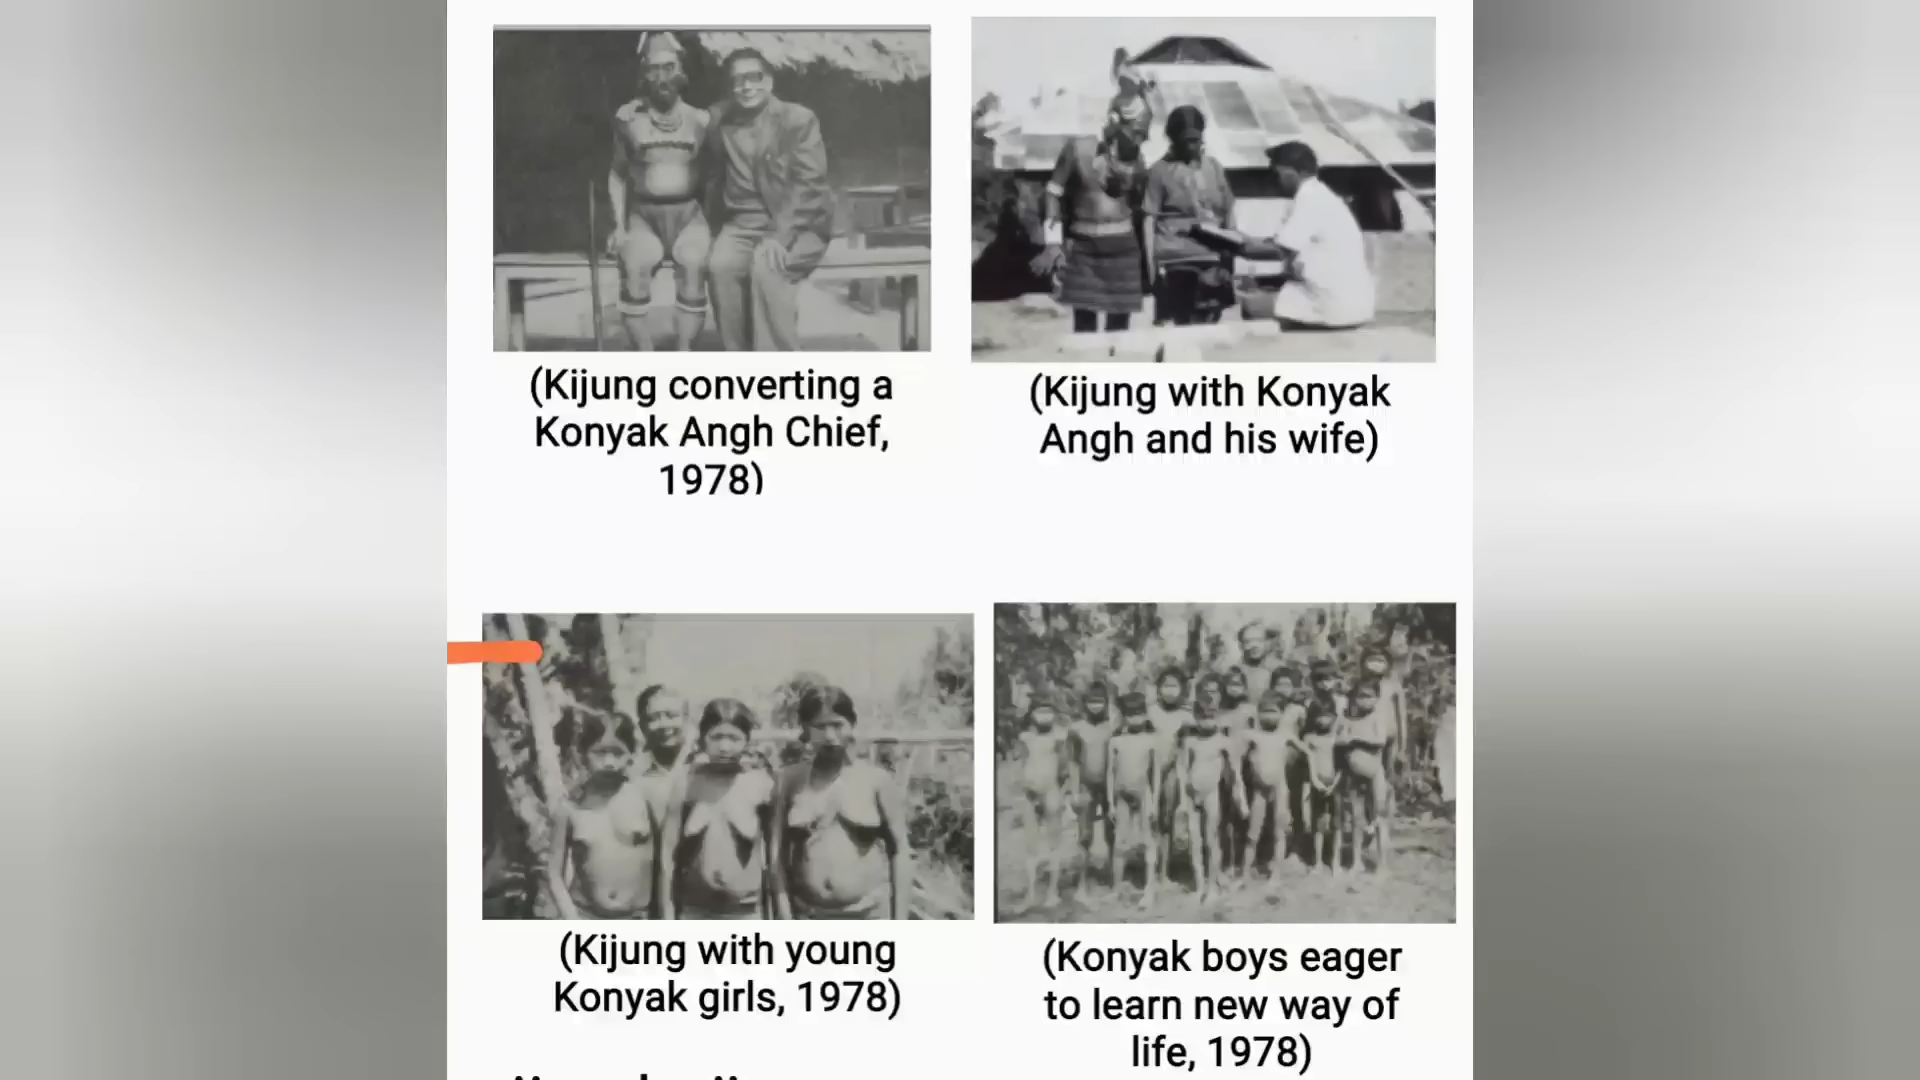 (Kijung converting a
Konyak Angh Chief,
1978)
(Kijung with Konyak
Angh and his wife)
(Kijung with young
Konyak girls, 1978)
(Konyak boys eager
to learn new way of
life, 1978)